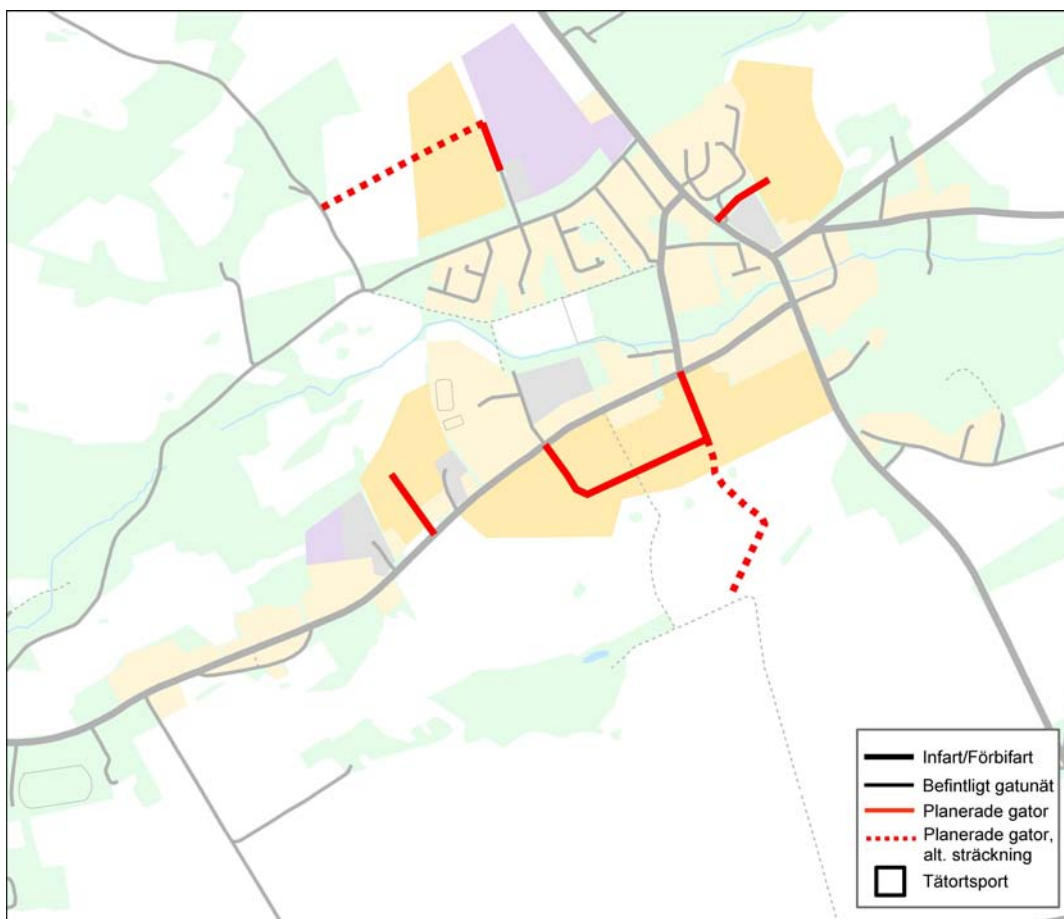 Infart/Förbifart
Befintligt gatunät
Planerade gator
Planerade gator,
alt. sträckning
Tätortsport